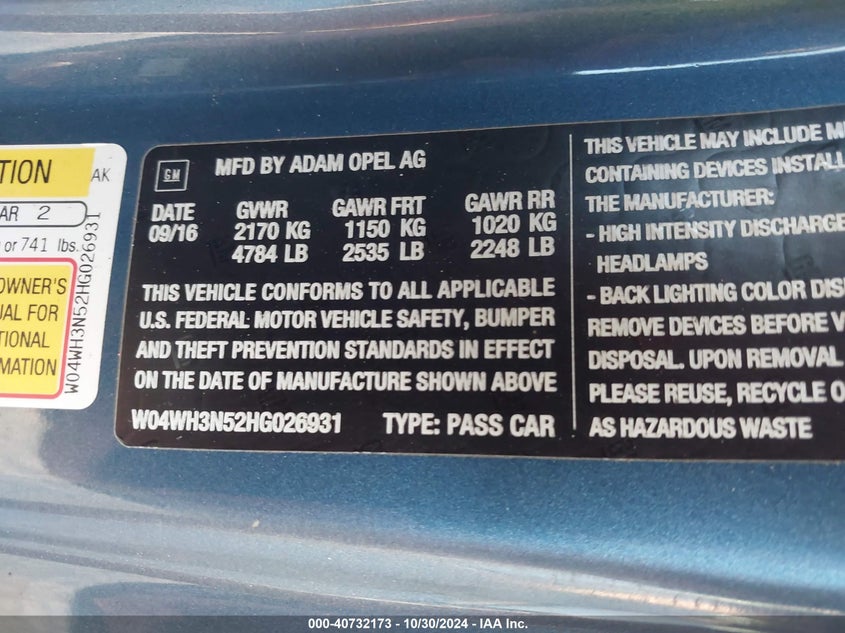 TION
AK
AR 2
or 741 lbs.
OWNER'S
UAL FOR
TIONAL
RMATION
W04WH3N52HG026931
GM
MFD BY ADAM OPEL AG
DATE GVWR GAWR FRT GAWR RR
09/16 2170 KG 1150 KG 1020 KG
4784 LB 2535 LB 2248 LB
THIS VEHICLE CONFORMS TO ALL APPLICABLE
U.S. FEDERAL MOTOR VEHICLE SAFETY, BUMPER
AND THEFT PREVENTION STANDARDS IN EFFECT
ON THE DATE OF MANUFACTURE SHOWN ABOVE
W04WH3N52HG026931 TYPE: PASS CAR
THIS VEHICLE MAY INCLUDE M
CONTAINING DEVICES INSTALL
THE MANUFACTURER:
- HIGH INTENSITY DISCHARGE
HEADLAMPS
- BACK LIGHTING COLOR DIS
REMOVE DEVICES BEFORE V
DISPOSAL. UPON REMOVAL
PLEASE REUSE, RECYCLE O
AS HAZARDOUS WASTE
000-40732173 - 10/30/2024 - IAA Inc.